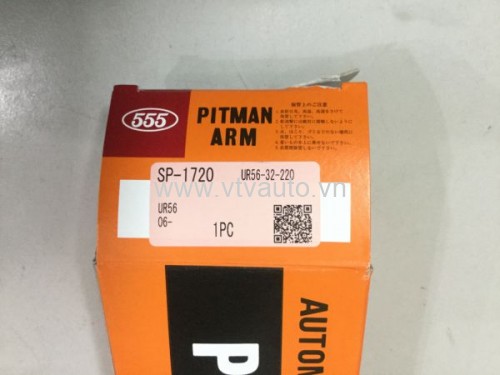 555
PITMAN
ARM
SP-1720 UR56-32-220
www.vtvauto.vn
UR56
06-
1PC
AUTOM
P